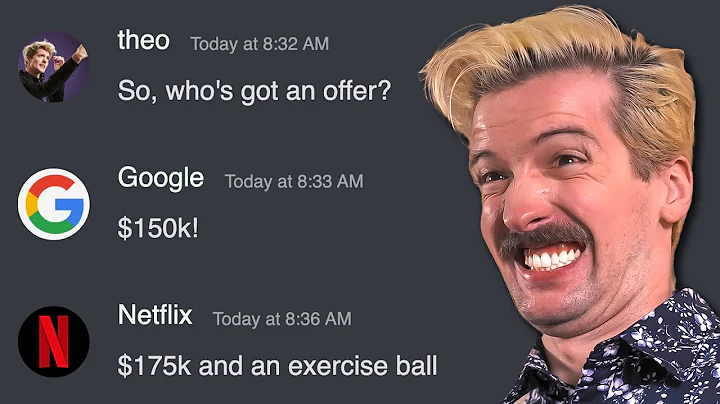 theo Today at 8:32 AM
So, who's got an offer?
G
Google Today at 8:33 AM
$150k!
N
Netflix Today at 8:36 AM
$175k and an exercise ball